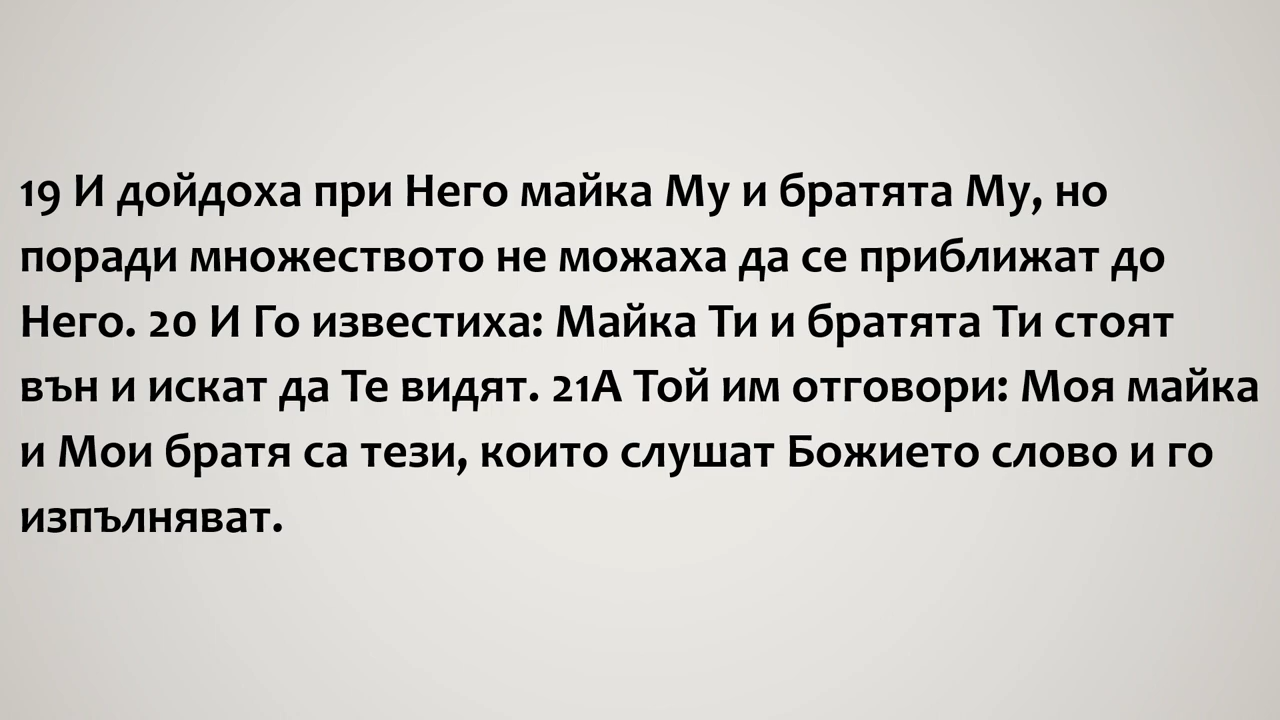 19 И дойдоха при Него майка Му и братята Му, но
поради множеството не можаха да се приближат до
Него. 20 И Го известиха: Майка Ти и братята Ти стоят
вън и искат да Те видят. 21А Той им отговори: Моя майка
и Мои братя са тези, които слушат Божието слово и го
изпълняват.